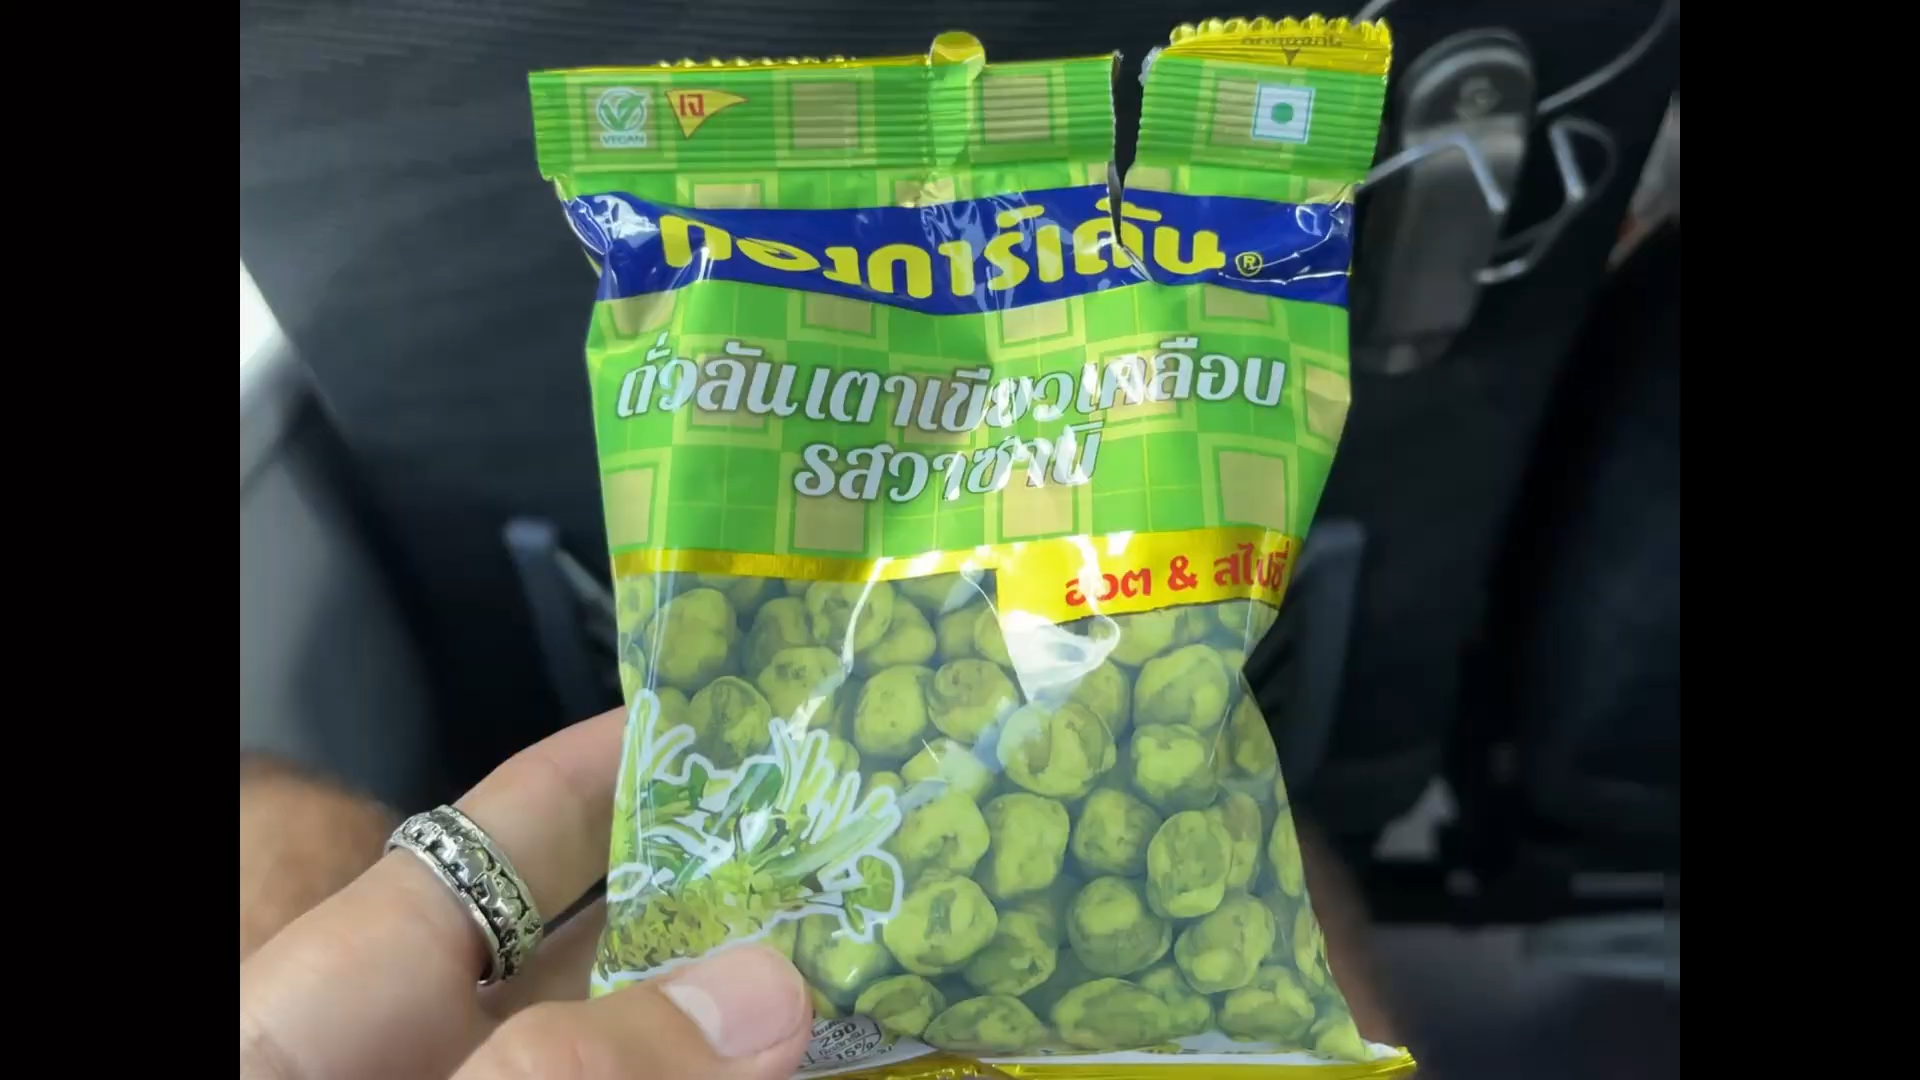 VEGAN
เจ
ทองการ์เด้น ®
ถั่วลันเตาเขียวเคลือบ
รสวาซาบิ
ฮอต & สไปซี่
290
15%